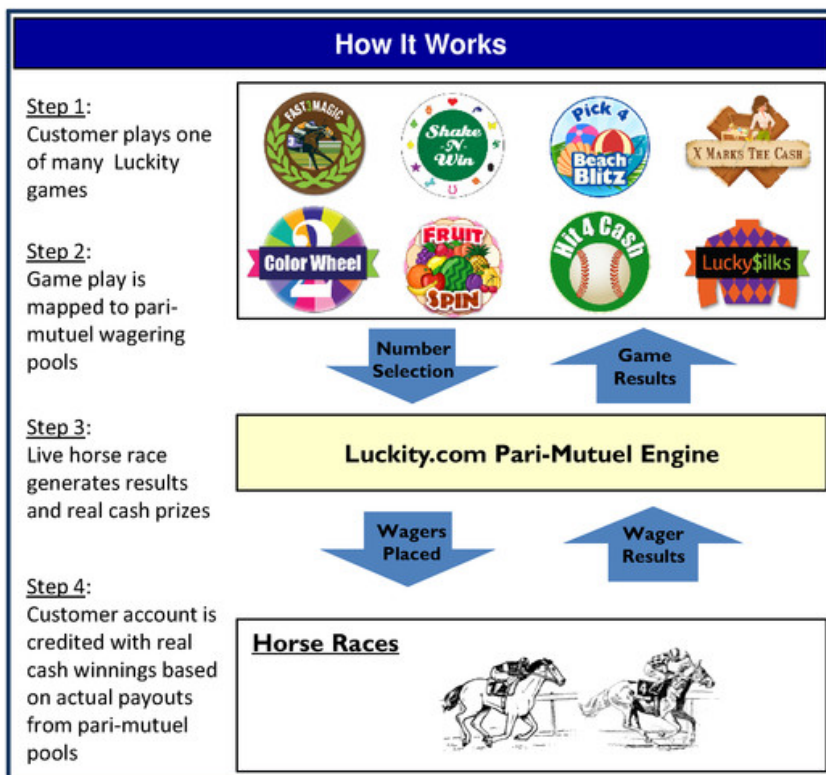 How It Works
Step 1:
Customer plays one
of many Luckity
games
Step 2:
Game play is
mapped to pari-
mutuel wagering
pools
Step 3:
Live horse race
generates results
and real cash prizes
Step 4:
Customer account is
credited with real
cash winnings based
on actual payouts
from pari-mutuel
pools
FAST3MAGIC
3
Shake
-N-
Win
Pick 4
Beach
Blitz
X MARKS THE CASH
2
Color Wheel
FRUIT
$PIN
Hit 4 Cash
Lucky$ilks
Number
Selection
Game
Results
Luckity.com Pari-Mutuel Engine
Wagers
Placed
Wager
Results
Horse Races